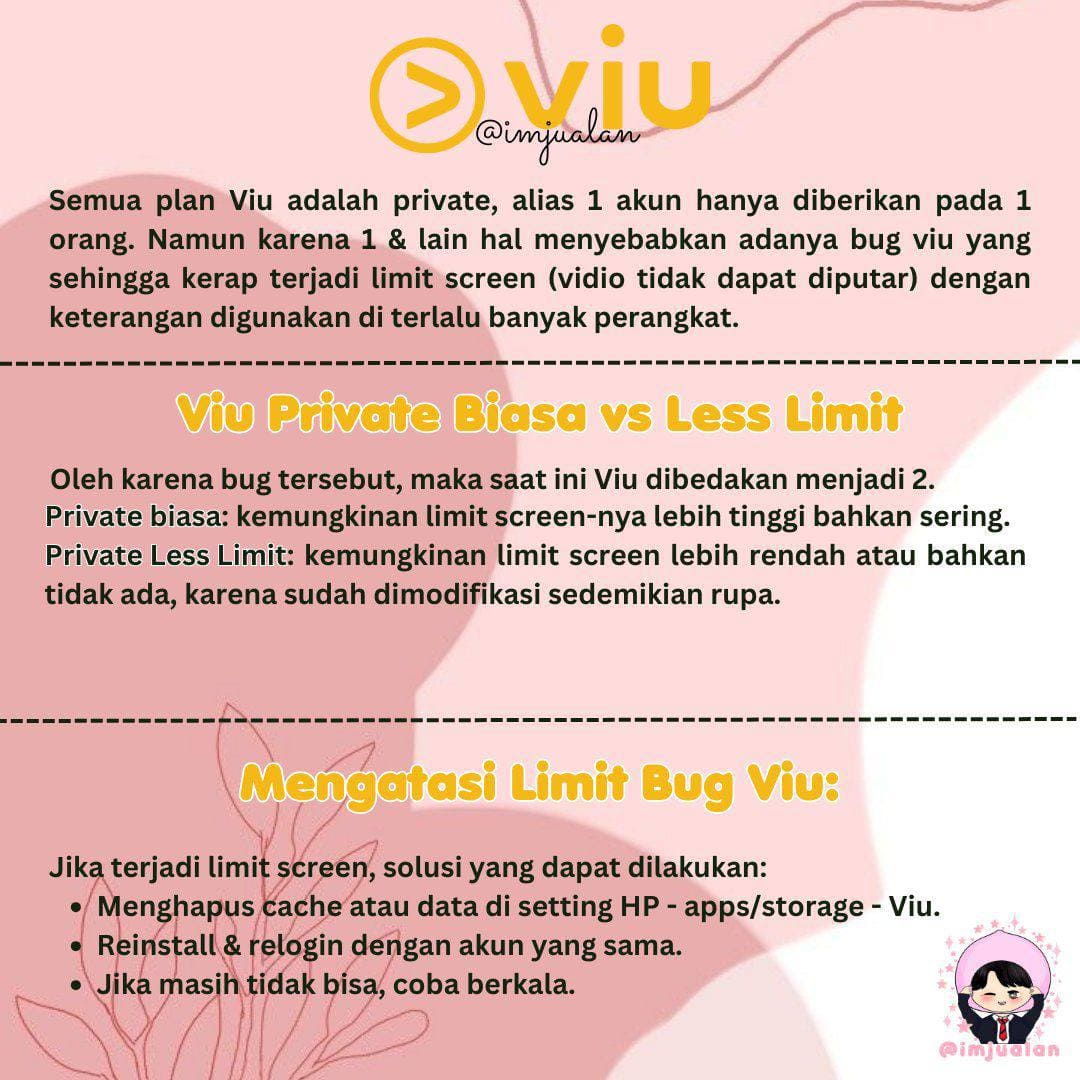 viu
@imjualan
Semua plan Viu adalah private, alias 1 akun hanya diberikan pada 1
orang. Namun karena 1 & lain hal menyebabkan adanya bug viu yang
sehingga kerap terjadi limit screen (vidio tidak dapat diputar) dengan
keterangan digunakan di terlalu banyak perangkat.
Viu Private Biasa vs Less Limit
Oleh karena bug tersebut, maka saat ini Viu dibedakan menjadi 2.
Private biasa: kemungkinan limit screen-nya lebih tinggi bahkan sering.
Private Less Limit: kemungkinan limit screen lebih rendah atau bahkan
tidak ada, karena sudah dimodifikasi sedemikian rupa.
Mengatasi Limit Bug Viu:
Jika terjadi limit screen, solusi yang dapat dilakukan:
• Menghapus cache atau data di setting HP - apps/storage - Viu.
• Reinstall & relogin dengan akun yang sama.
• Jika masih tidak bisa, coba berkala.
@imjualan